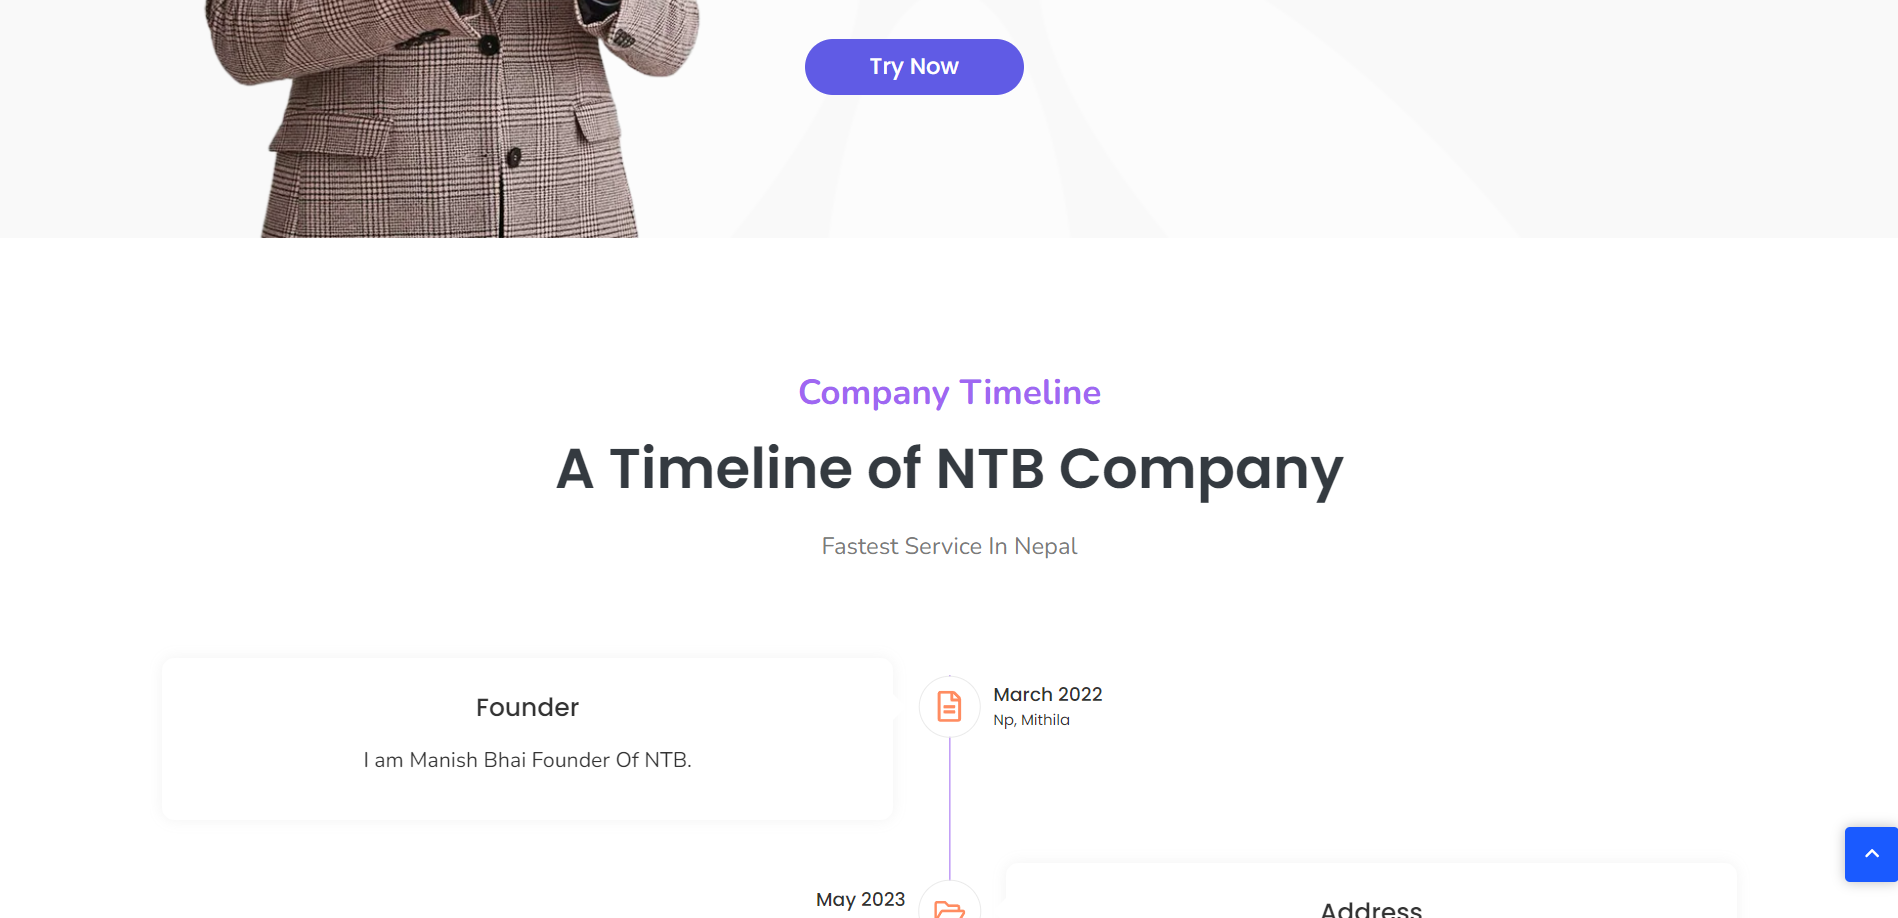 Try Now
Company Timeline
A Timeline of NTB Company
Fastest Service In Nepal
Founder
I am Manish Bhai Founder Of NTB.
March 2022
Np, Mithila
May 2023
Address